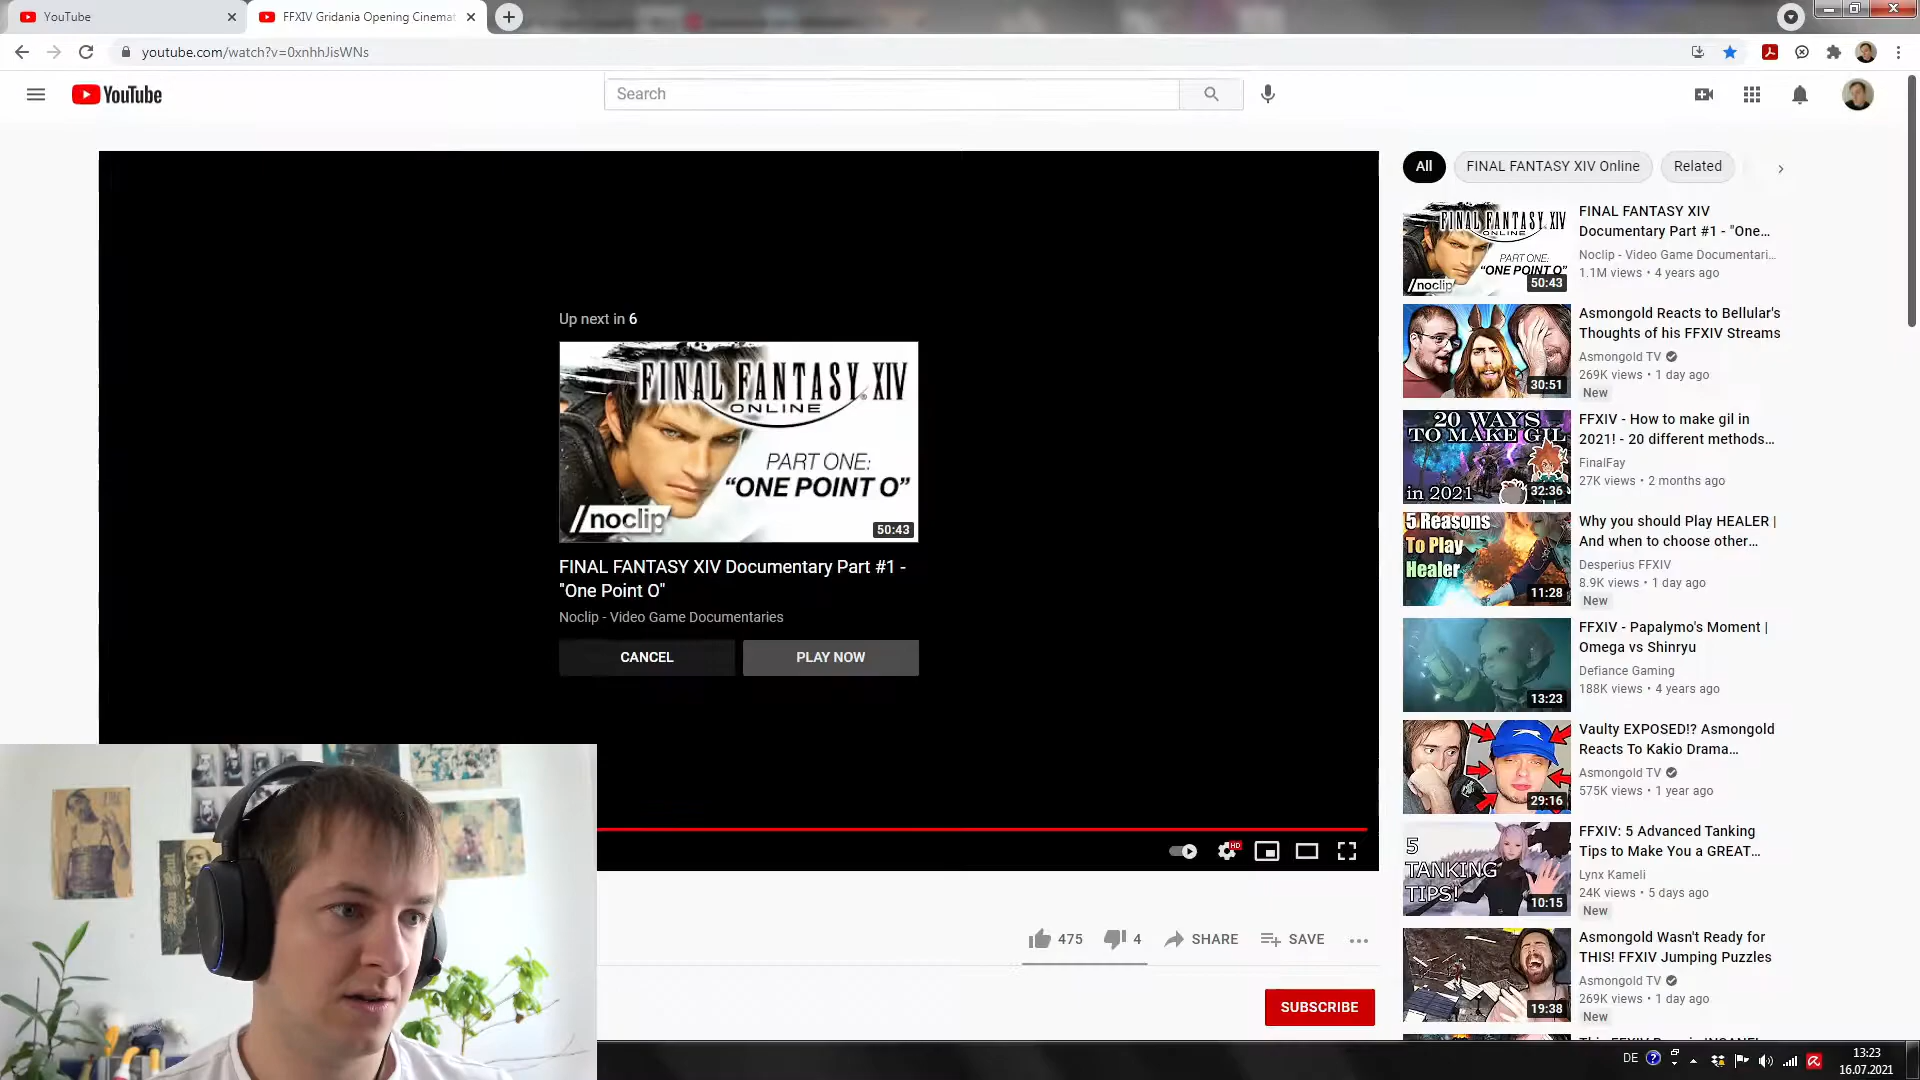 YouTube
FFXIV Gridania Opening Cinemat
youtube.com/watch?v=0xnhhJisWNs
YouTube
Search
Up next in 6
FINAL FANTASY XIV
ONLINE
PART ONE:
"ONE POINT O"
//noclip
50:43
FINAL FANTASY XIV Documentary Part #1 -
"One Point O"
Noclip - Video Game Documentaries
CANCEL
PLAY NOW
HD
475
4
SHARE
SAVE
SUBSCRIBE
All
FINAL FANTASY XIV Online
Related
FINAL FANTASY XIV
ONLINE
PART ONE:
"ONE POINT O"
//noclip
50:43
FINAL FANTASY XIV
Documentary Part #1 - "One...
Noclip - Video Game Documentari...
1.1M views • 4 years ago
30:51
Asmongold Reacts to Bellular's
Thoughts of his FFXIV Streams
Asmongold TV
269K views • 1 day ago
New
20 WAYS
TO MAKE GIL
in 2021
32:36
FFXIV - How to make gil in
2021! - 20 different methods...
FinalFay
27K views • 2 months ago
5 Reasons
To Play
Healer
11:28
Why you should Play HEALER |
And when to choose other...
Desperius FFXIV
8.9K views • 1 day ago
New
13:23
FFXIV - Papalymo's Moment |
Omega vs Shinryu
Defiance Gaming
188K views • 4 years ago
29:16
Vaulty EXPOSED!? Asmongold
Reacts To Kakio Drama...
Asmongold TV
575K views • 1 year ago
5
TANKING
TIPS!
10:15
FFXIV: 5 Advanced Tanking
Tips to Make You a GREAT...
Lynx Kameli
24K views • 5 days ago
New
19:38
Asmongold Wasn't Ready for
THIS! FFXIV Jumping Puzzles
Asmongold TV
269K views • 1 day ago
New
DE
13:23
16.07.2021